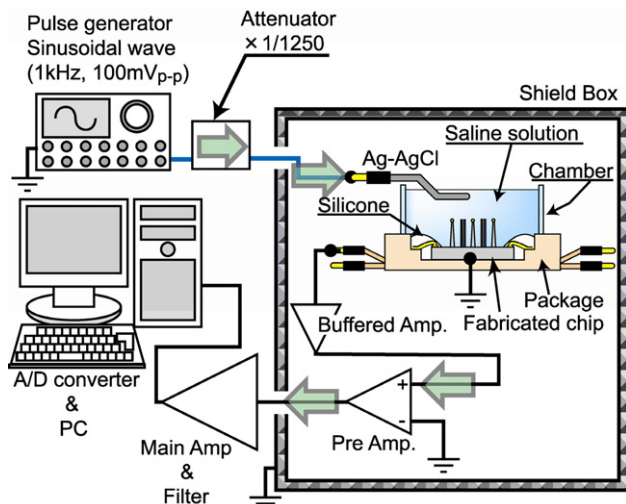 Pulse generator
Sinusoidal wave
(1kHz, 100mVp-p)
Attenuator
×1/1250
Shield Box
Saline solution
Ag-AgCl
Chamber
Silicone
Package
Fabricated chip
Buffered Amp.
A/D converter
&
PC
Main Amp
&
Filter
+
-
Pre Amp.